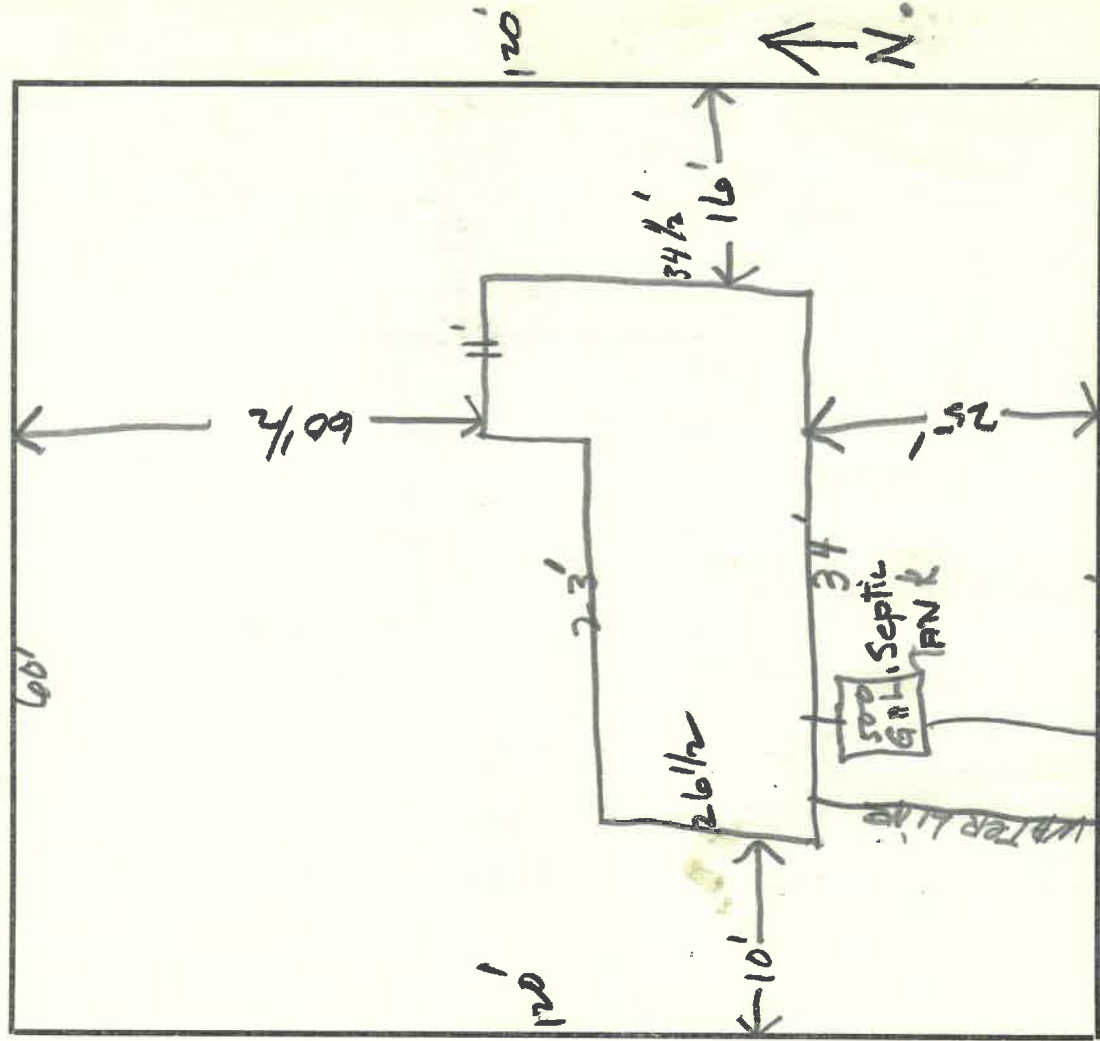 60'
120'
N.
60 1/2
11'
34 1/2'
16'
23'
26 1/2
10'
120'
34'
25'
500
GAL.
Septic
TANK
WATER LINE